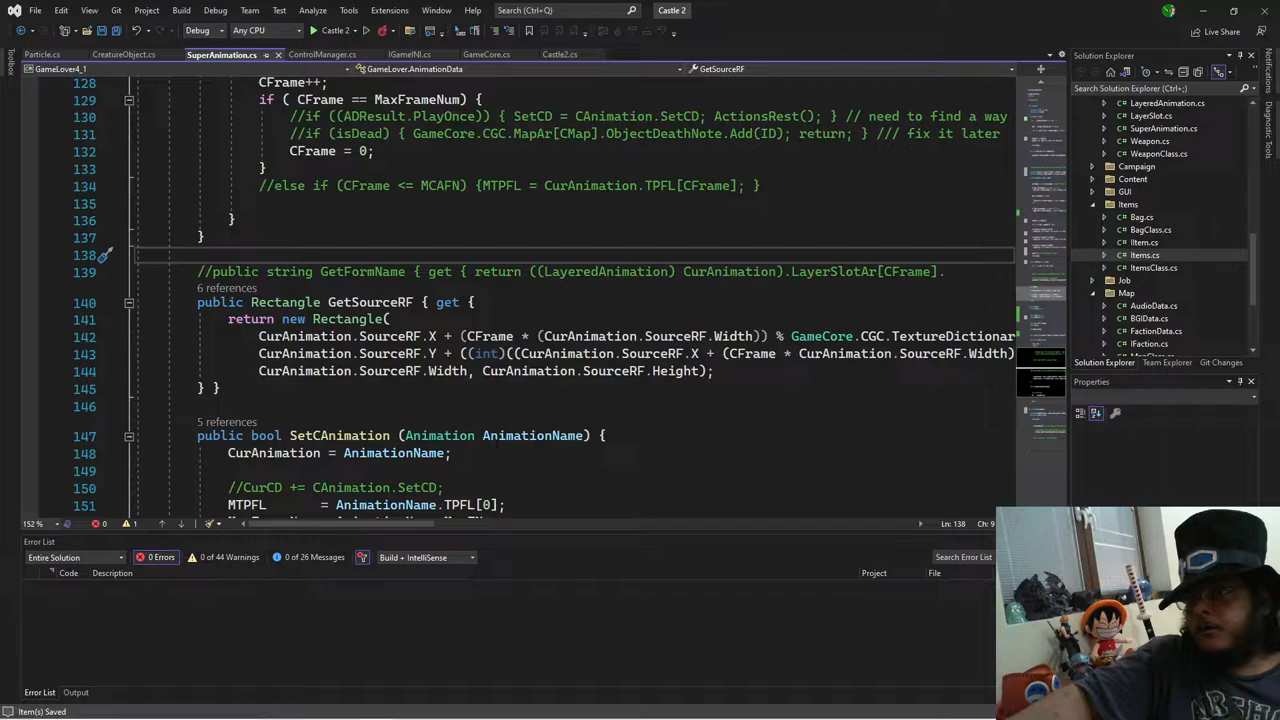 File Edit View Git Project Build Debug Team Test Analyze Tools Extensions Window Help Search (Ctrl+Q) Castle 2
Debug Any CPU Castle 2 Live Share
Particle.cs CreatureObject.cs SuperAnimation.cs ControlManager.cs IGameINI.cs GameCore.cs Castle2.cs
GameLover4_1 GameLover.AnimationData GetSourceRF
128 CFrame++;
129 if ( CFrame == MaxFrameNum) {
130 SetCD = CAnimation.SetCD; ActionsRest(); } // need to find a way
131 //if (IsDead) { GameCore.CGC.MapAr[CMap].ObjectDeathNote.Add(ID); return; } /// fix it later
132 CFrame = 0;
133 }
134 //else if (CFrame <= MCAFN) {MTPFL = CurAnimation.TPFL[CFrame]; }
135
136 }
137 }
138
139 //public string GetGermName { get { return ((LayeredAnimation) CurAnimation).LayerSlotAr[CFrame].
6 references
140 public Rectangle GetSourceRF { get {
141 return new Rectangle(
142 CurAnimation.SourceRF.X + (CFrame * (CurAnimation.SourceRF.Width)) % GameCore.CGC.TextureDictionar
143 CurAnimation.SourceRF.Y + ((int)((CurAnimation.SourceRF.X + (CFrame * CurAnimation.SourceRF.Width)
144 CurAnimation.SourceRF.Width, CurAnimation.SourceRF.Height);
145 } }
146
5 references
147 public bool SetCAnimation (Animation AnimationName) {
148 CurAnimation = AnimationName;
149
150 //CurCD += CAnimation.SetCD;
151 MTPFL = AnimationName.TPFL[0];
152 % 0 1 Ln: 138
Toolbox
Solution Explorer
Search Solution Explorer (Ctrl+;)
LayeredAnimation.cs
LayerSlot.cs
SuperAnimation.cs
Weapon.cs
WeaponClass.cs
Campaign
Content
GUI
Items
Bag.cs
BagClass.cs
IItem.cs
Items.cs
ItemsClass.cs
Job
Map
AudioData.cs
BGIData.cs
FactionData.cs
IFaction.cs
Solution Explorer Team Explorer Git Changes
Properties
Notifications
Diagnostic Tools
Error List
Entire Solution 0 Errors 0 of 44 Warnings 0 of 26 Messages Build + IntelliSense Search Error List
Code Description Project File
Error List Output
Item(s) Saved